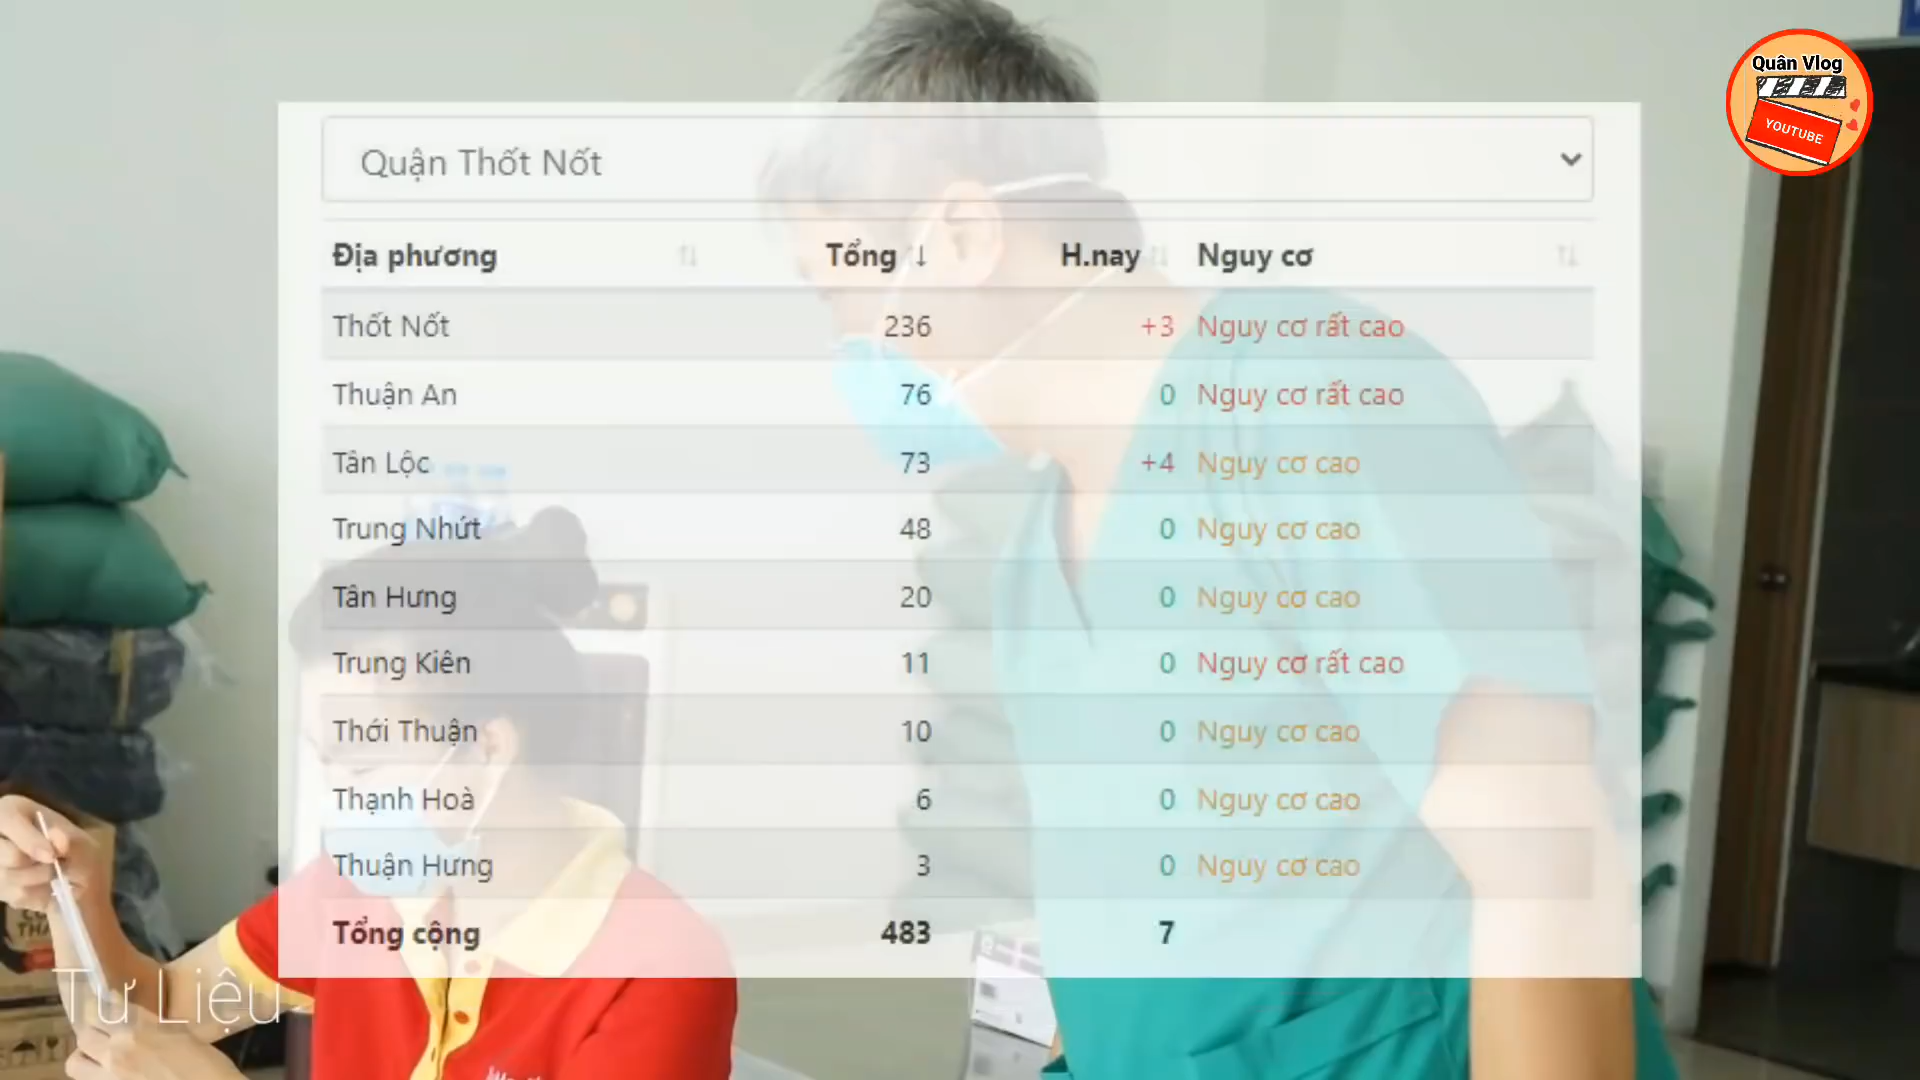 Quân Vlog
YOUTUBE
Quận Thốt Nốt
Địa phương Tổng H.nay Nguy cơ
Thốt Nốt 236 +3 Nguy cơ rất cao
Thuận An 76 0 Nguy cơ rất cao
Tân Lộc 73 +4 Nguy cơ cao
Trung Nhứt 48 0 Nguy cơ cao
Tân Hưng 20 0 Nguy cơ cao
Trung Kiên 11 0 Nguy cơ rất cao
Thới Thuận 10 0 Nguy cơ cao
Thạnh Hoà 6 0 Nguy cơ cao
Thuận Hưng 3 0 Nguy cơ cao
Tổng cộng 483 7
Tư Liệu